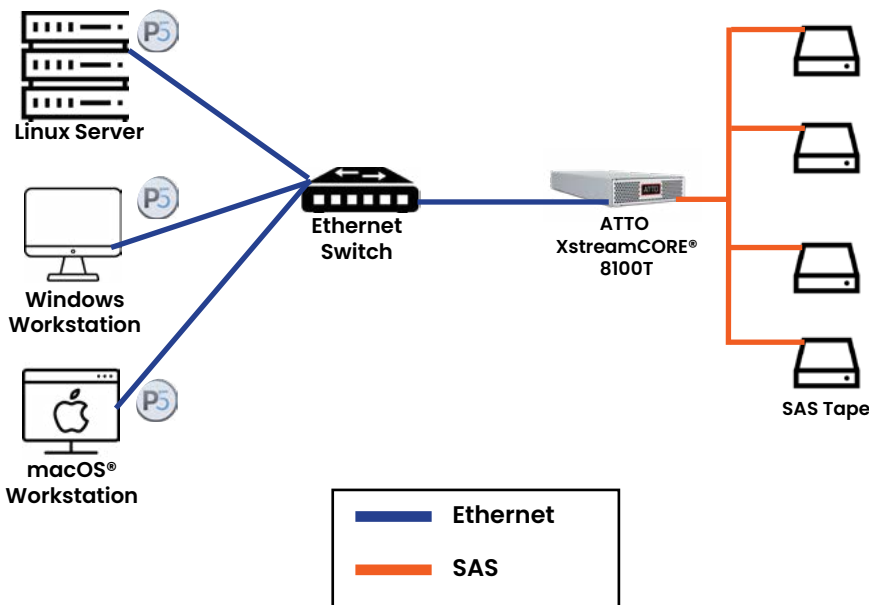 P5
Linux Server
P5
Windows
Workstation
P5
macOS®
Workstation
Ethernet
Switch
ATTO
ATTO
XstreamCORE®
8100T
SAS Tape
Ethernet
SAS